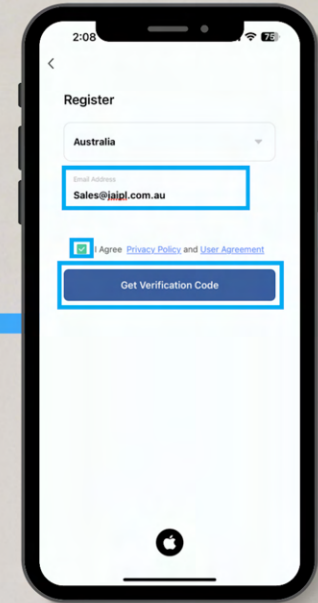 2:08
75
Register
Australia
Email Address
Sales@jaipl.com.au
I Agree Privacy Policy and User Agreement
Get Verification Code